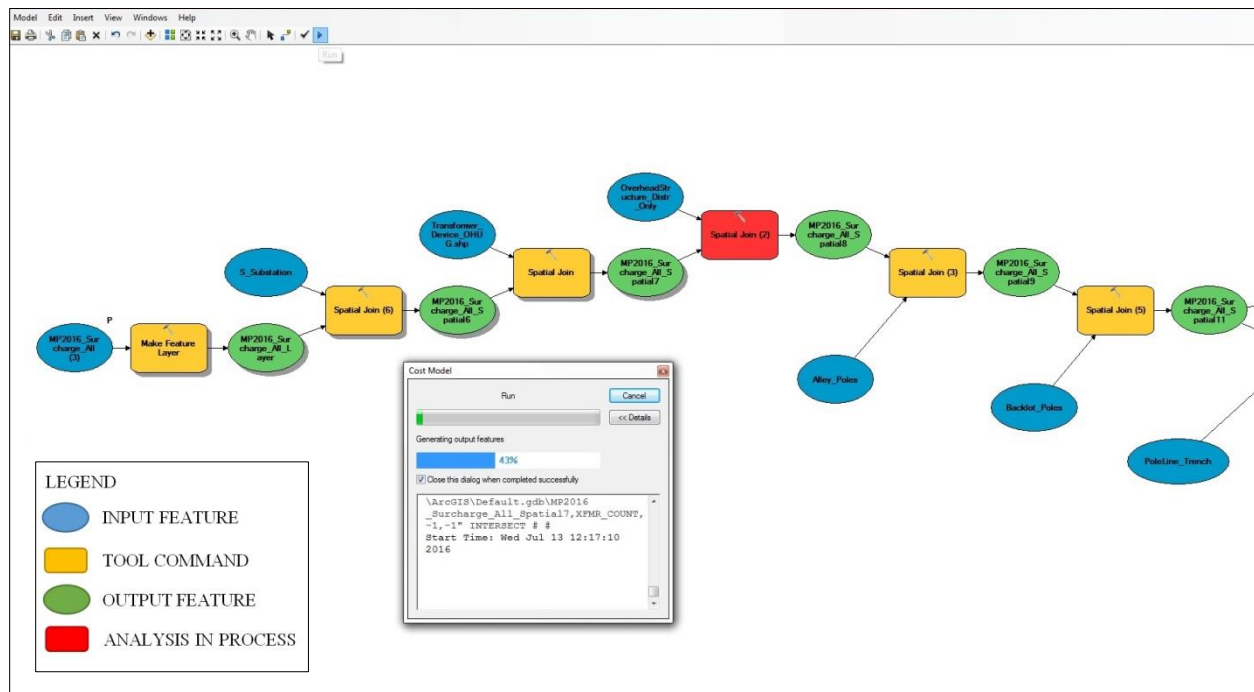 Model Edit Insert View Windows Help
Run
OverheadStr
ucture_Distr
_Only
Spatial Join (2)
MP2016_Sur
charge_All_S
patial8
Transformer_
Device_OHU
G.shp
Spatial Join
MP2016_Sur
charge_All_S
patial7
Spatial Join (3)
MP2016_Sur
charge_All_S
patial9
S_Substation
Spatial Join (6)
MP2016_Sur
charge_All_S
patial6
Spatial Join (5)
MP2016_Sur
charge_All_S
patial11
P
MP2016_Sur
charge_All
(3)
Make Feature
Layer
MP2016_Sur
charge_All_L
ayer
Alley_Poles
Backlot_Poles
PoleLine_Trench
Cost Model
Run
Cancel
<< Details
Generating output features
43%
Close this dialog when completed successfully
\ArcGIS\Default.gdb\MP2016
_Surcharge_All_Spatial7,XFMR_COUNT,
-1,-1" INTERSECT # #
Start Time: Wed Jul 13 12:17:10
2016
LEGEND
INPUT FEATURE
TOOL COMMAND
OUTPUT FEATURE
ANALYSIS IN PROCESS